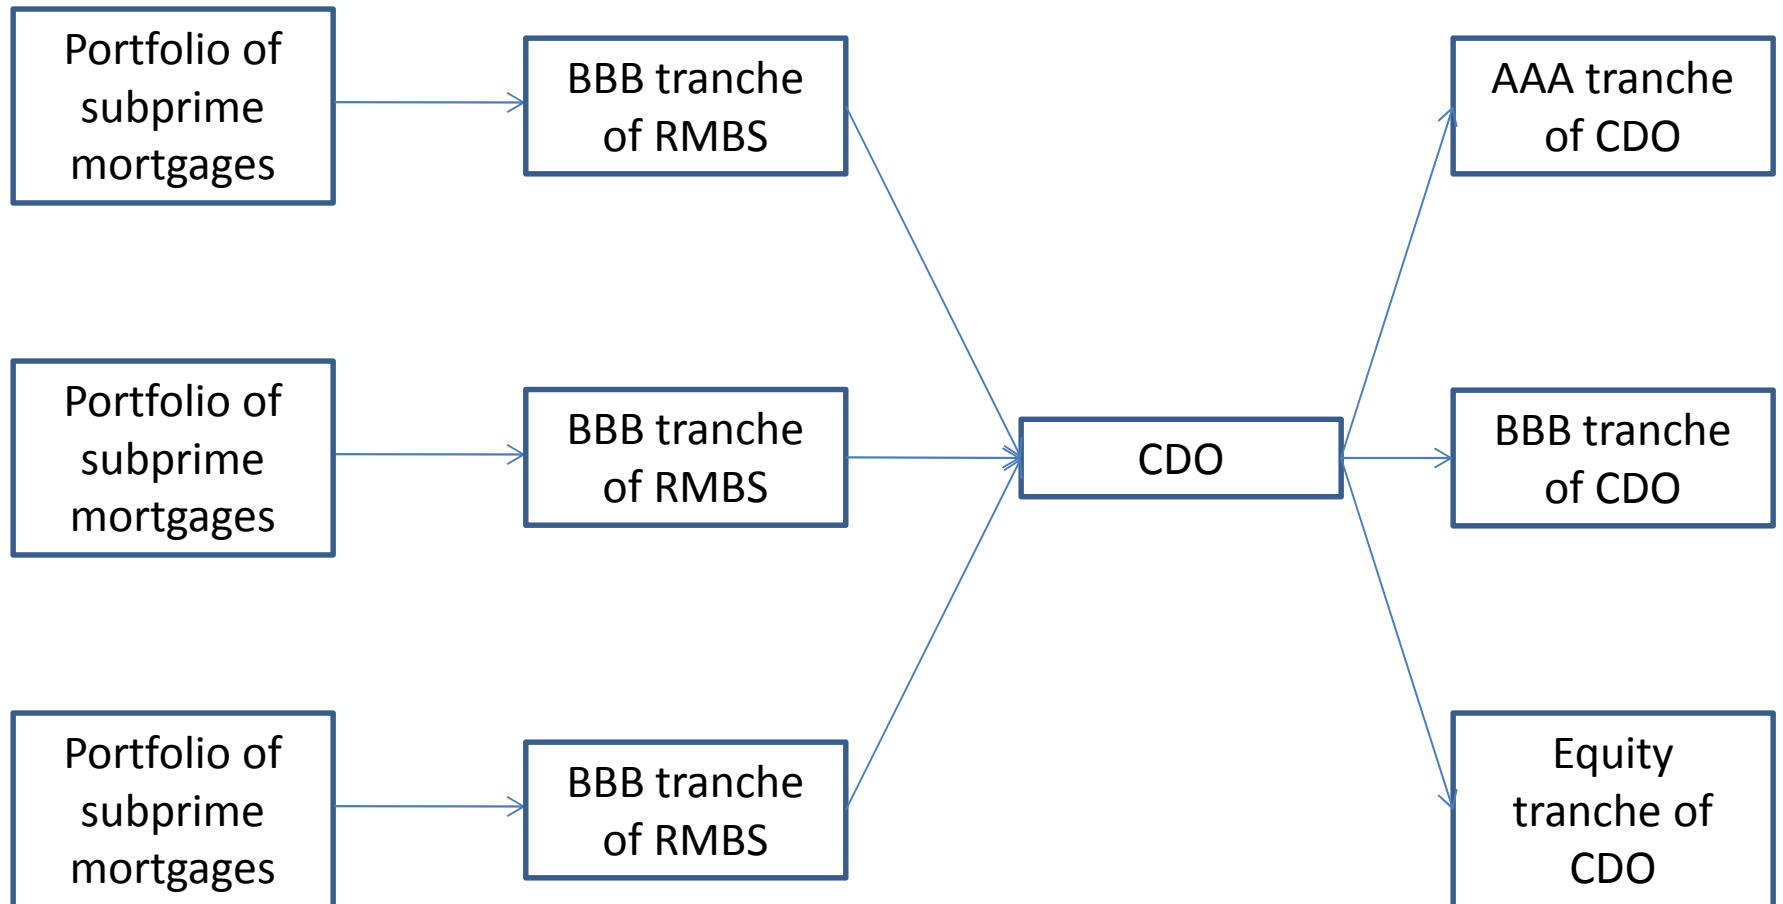 Portfolio of
subprime
mortgages
BBB tranche
of RMBS
AAA tranche
of CDO
Portfolio of
subprime
mortgages
BBB tranche
of RMBS
CDO
BBB tranche
of CDO
Portfolio of
subprime
mortgages
BBB tranche
of RMBS
Equity
tranche of
CDO